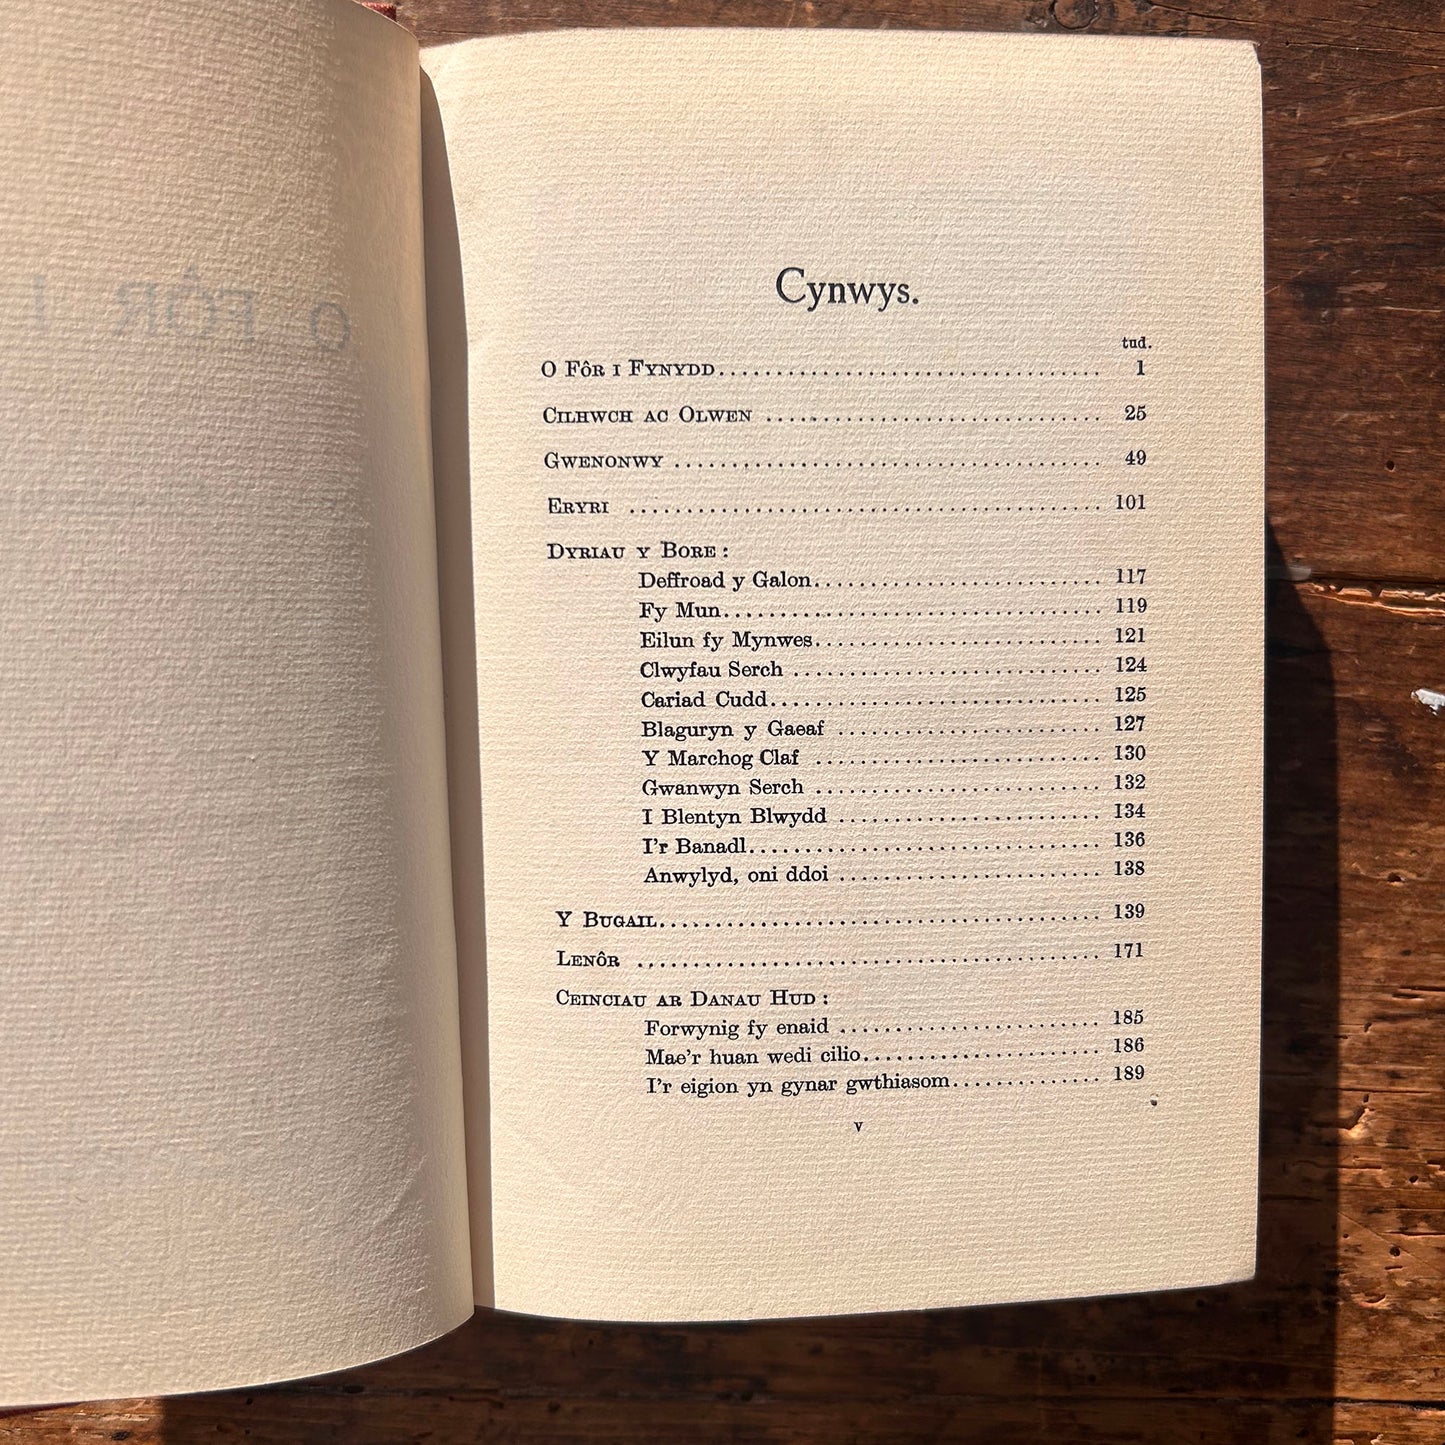 O FÔR I
Cynwys.
tud.
O FÔR I FYNYDD 1
CILHWCH AC OLWEN 25
GWENONWY 49
ERYRI 101
DYRIAU Y BORE :
Deffroad y Galon 117
Fy Mun 119
Eilun fy Mynwes 121
Clwyfau Serch 124
Cariad Cudd 125
Blaguryn y Gaeaf 127
Y Marchog Claf 130
Gwanwyn Serch 132
I Blentyn Blwydd 134
I'r Banadl 136
Anwylyd, oni ddoi 138
Y BUGAIL 139
LENÔR 171
CEINCIAU AR DANAU HUD :
Forwynig fy enaid 185
Mae'r huan wedi cilio 186
I'r eigion yn gynar gwthiasom 189
v